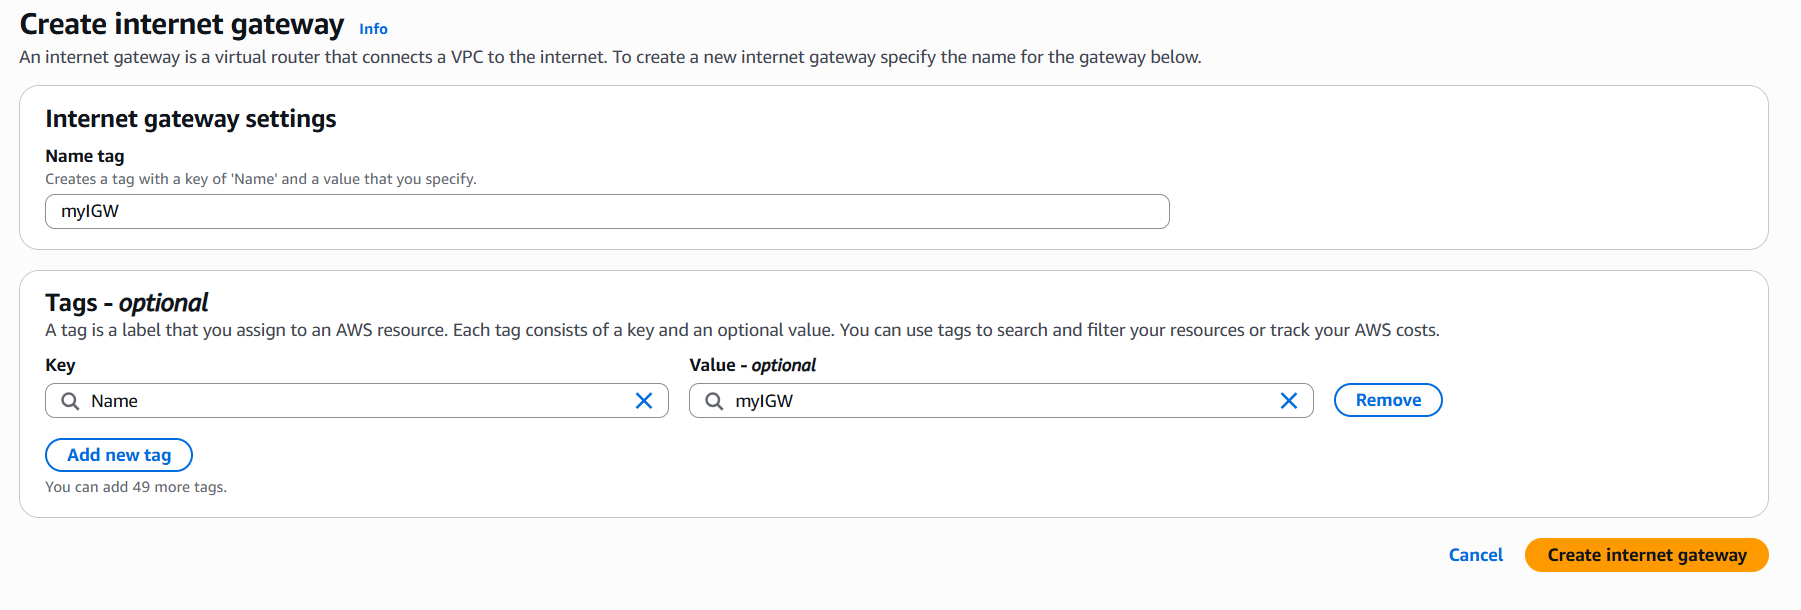 Create internet gateway Info
An internet gateway is a virtual router that connects a VPC to the internet. To create a new internet gateway specify the name for the gateway below.
Internet gateway settings
Name tag
Creates a tag with a key of 'Name' and a value that you specify.
myIGW
Tags - optional
A tag is a label that you assign to an AWS resource. Each tag consists of a key and an optional value. You can use tags to search and filter your resources or track your AWS costs.
Key Value - optional
Name myIGW Remove
Add new tag
You can add 49 more tags.
Cancel Create internet gateway